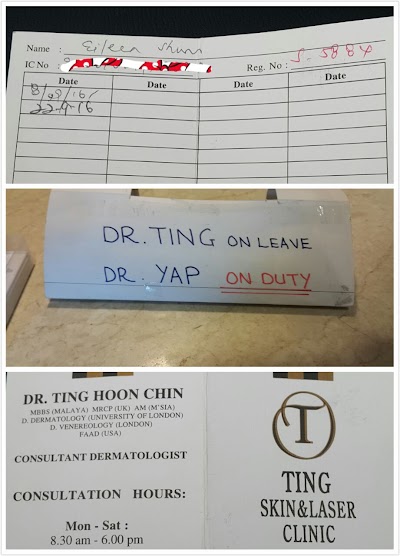 Name : Eileen Shum
IC No :
Reg. No : S-5884
Date Date Date Date
8/09/16
22-9-16
DR. TING ON LEAVE
DR. YAP ON DUTY
DR. TING HOON CHIN
MBBS (MALAYA) MRCP (UK) AM (M'SIA)
D. DERMATOLOGY (UNIVERSITY OF LONDON)
D. VENEREOLOGY (LONDON)
FAAD (USA)
CONSULTANT DERMATOLOGIST
CONSULTATION HOURS:
Mon - Sat :
8.30 am - 6.00 pm
T
TING
SKIN&LASER
CLINIC